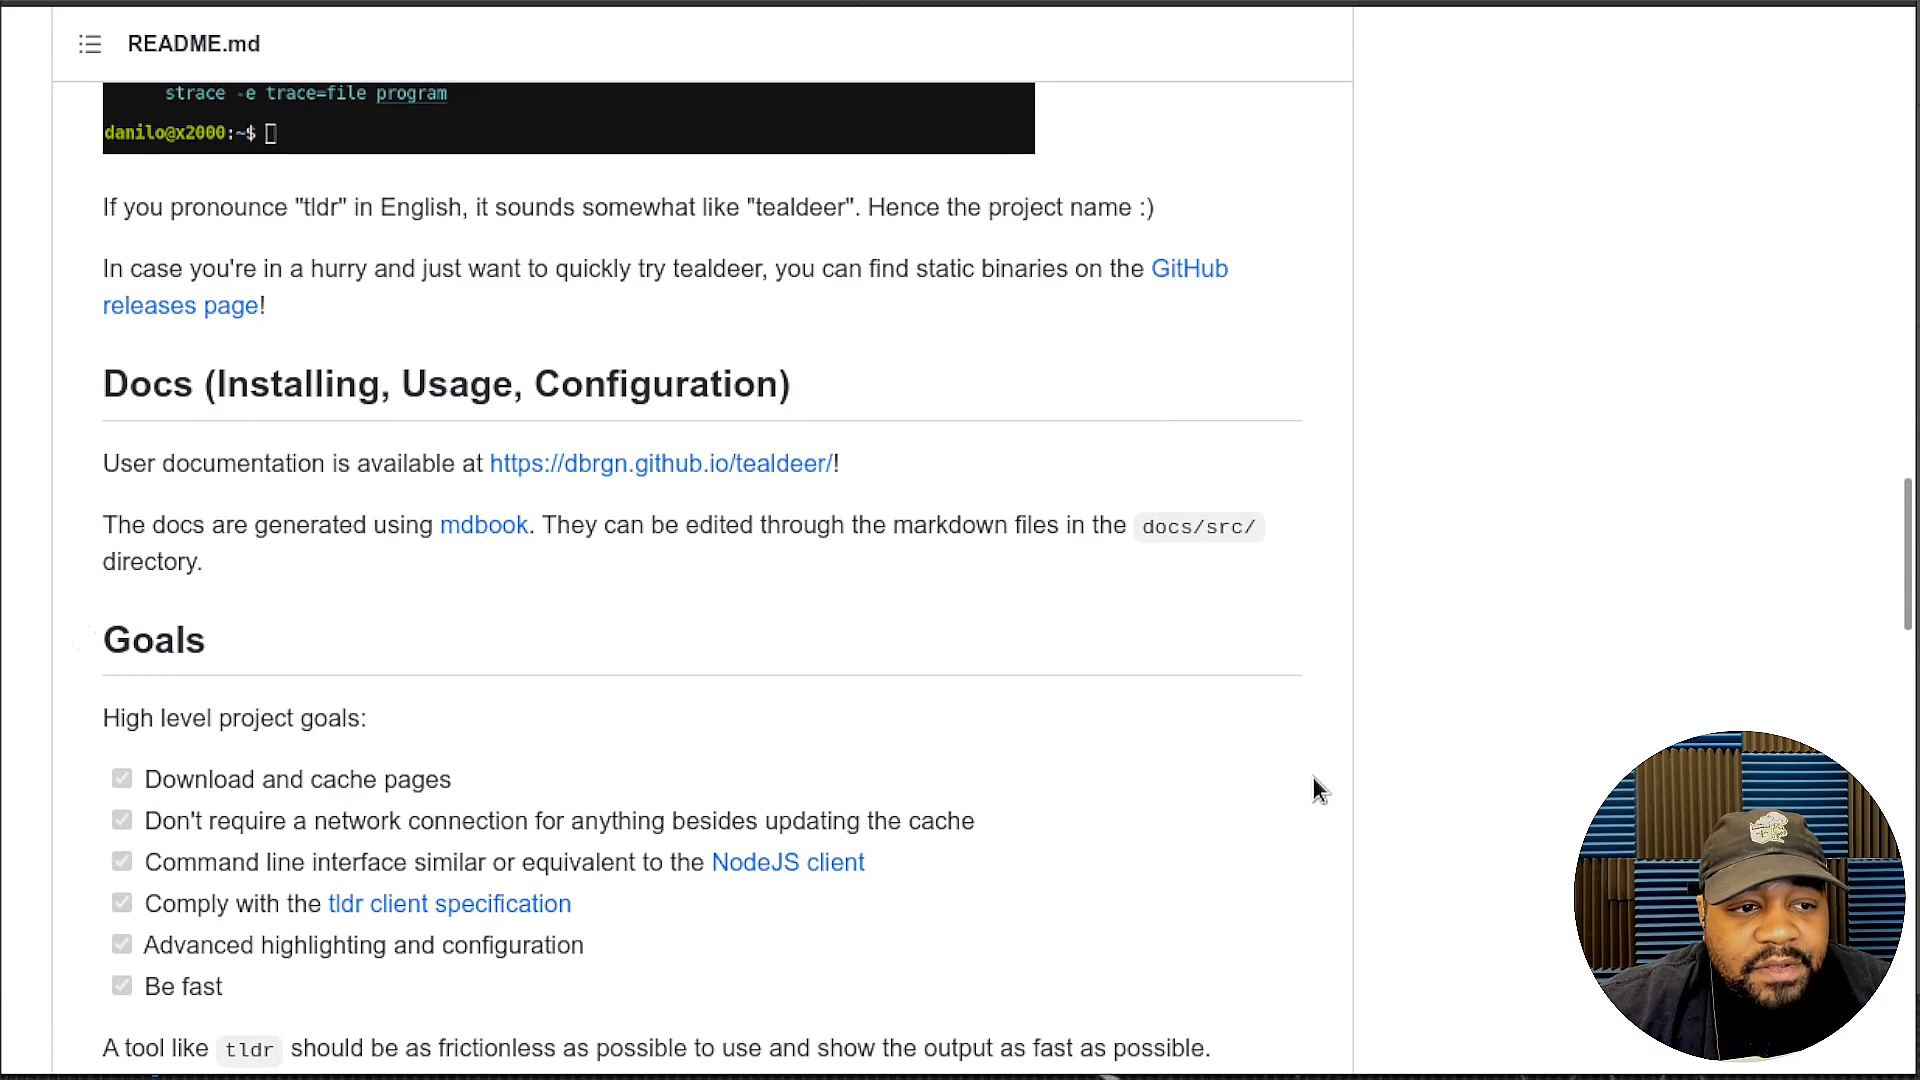 README.md
strace -e trace=file program
danilo@x2000:~$
If you pronounce "tldr" in English, it sounds somewhat like "tealdeer". Hence the project name :)
In case you're in a hurry and just want to quickly try tealdeer, you can find static binaries on the GitHub
releases page!
Docs (Installing, Usage, Configuration)
User documentation is available at https://dbrgn.github.io/tealdeer/!
The docs are generated using mdbook. They can be edited through the markdown files in the docs/src/
directory.
Goals
High level project goals:
Download and cache pages
Don't require a network connection for anything besides updating the cache
Command line interface similar or equivalent to the NodeJS client
Comply with the tldr client specification
Advanced highlighting and configuration
Be fast
A tool like tldr should be as frictionless as possible to use and show the output as fast as possible.